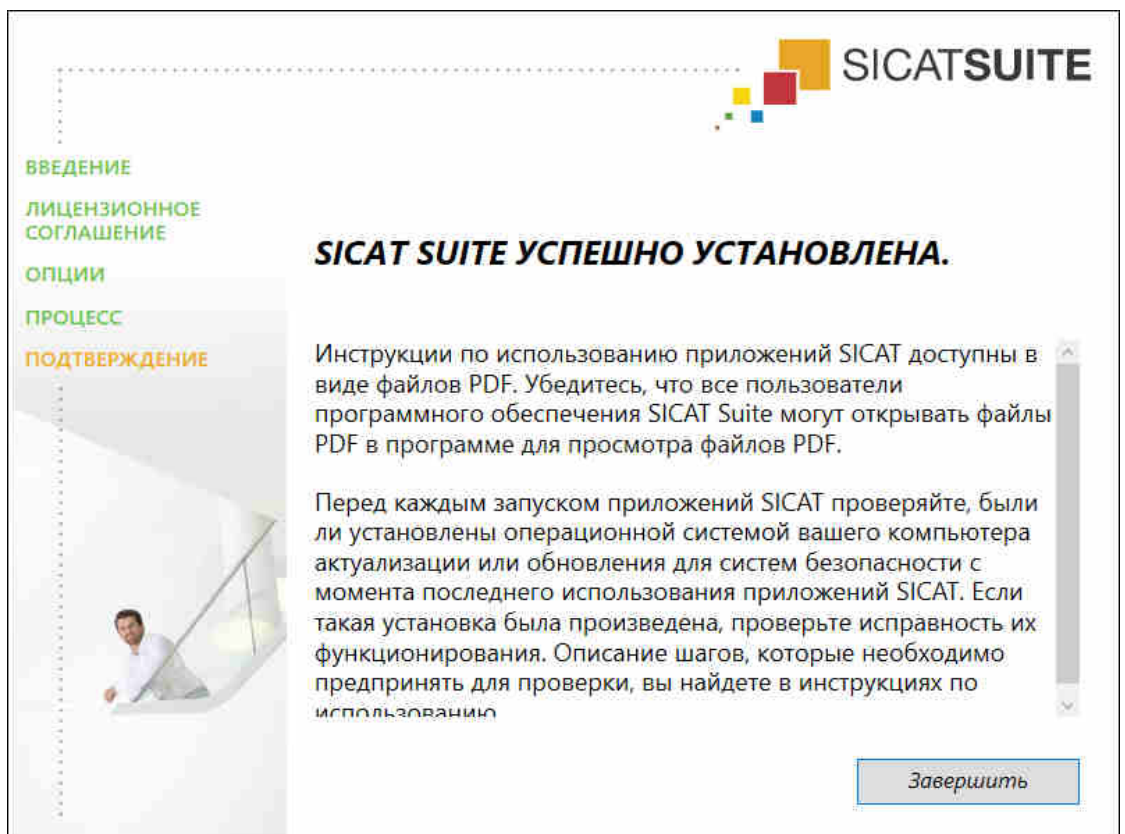 SICATSUITE
ВВЕДЕНИЕ
ЛИЦЕНЗИОННОЕ
СОГЛАШЕНИЕ
ОПЦИИ
ПРОЦЕСС
ПОДТВЕРЖДЕНИЕ
SICAT SUITE УСПЕШНО УСТАНОВЛЕНА.
Инструкции по использованию приложений SICAT доступны в
виде файлов PDF. Убедитесь, что все пользователи
программного обеспечения SICAT Suite могут открывать файлы
PDF в программе для просмотра файлов PDF.
Перед каждым запуском приложений SICAT проверяйте, были
ли установлены операционной системой вашего компьютера
актуализации или обновления для систем безопасности с
момента последнего использования приложений SICAT. Если
такая установка была произведена, проверьте исправность их
функционирования. Описание шагов, которые необходимо
предпринять для проверки, вы найдете в инструкциях по
использованию
Завершить